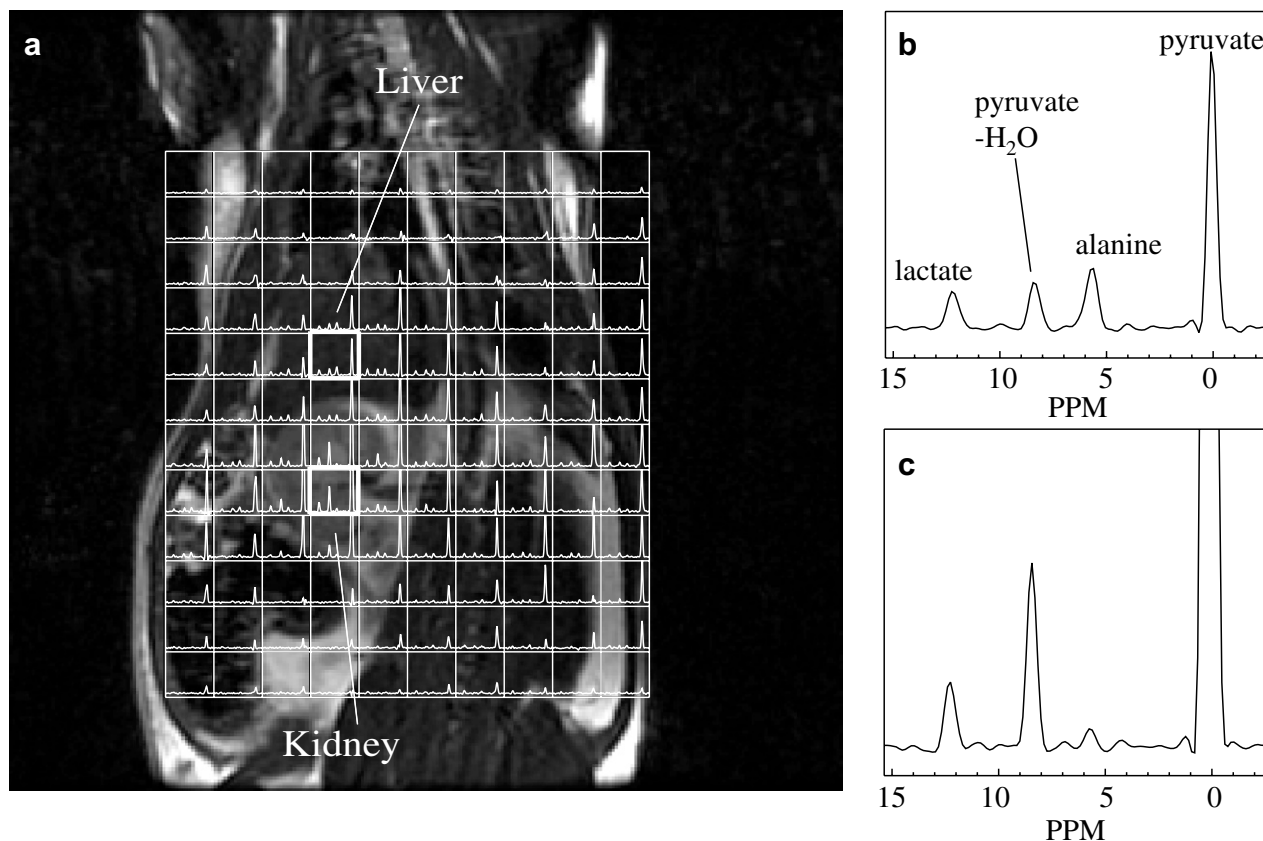 a
Liver
Kidney
b
pyruvate
pyruvate
-H₂O
alanine
lactate
15 10 5 0
PPM
c
15 10 5 0
PPM